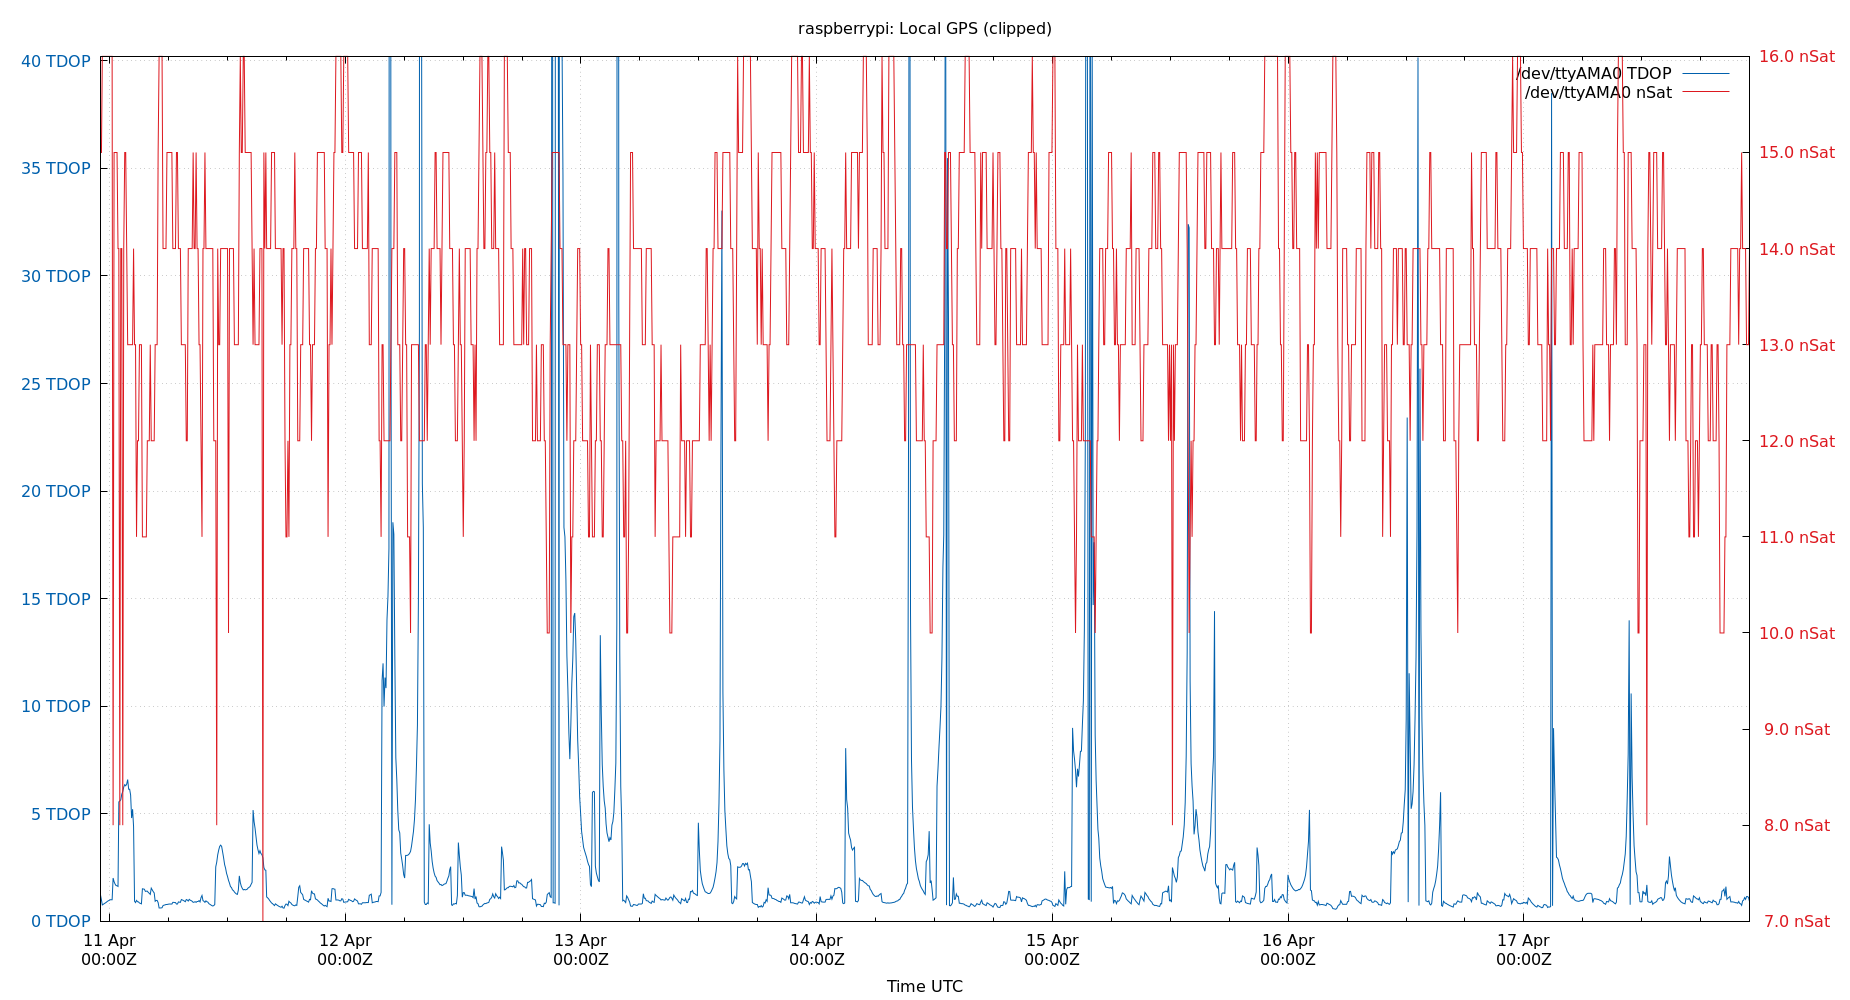 raspberrypi: Local GPS (clipped)
40 TDOP
35 TDOP
30 TDOP
25 TDOP
20 TDOP
15 TDOP
10 TDOP
5 TDOP
0 TDOP
16.0 nSat
15.0 nSat
14.0 nSat
13.0 nSat
12.0 nSat
11.0 nSat
10.0 nSat
9.0 nSat
8.0 nSat
7.0 nSat
/dev/ttyAMA0 TDOP
/dev/ttyAMA0 nSat
11 Apr
00:00Z
12 Apr
00:00Z
13 Apr
00:00Z
14 Apr
00:00Z
15 Apr
00:00Z
16 Apr
00:00Z
17 Apr
00:00Z
Time UTC